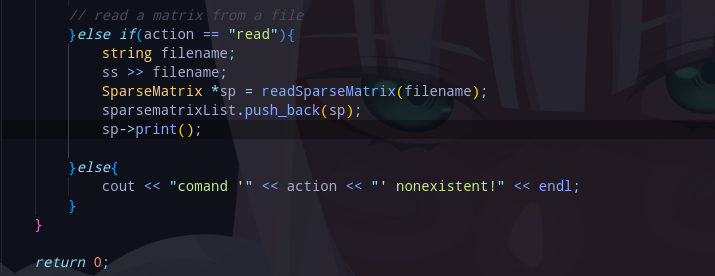 // read a matrix from a file
}else if(action == "read"){
string filename;
ss >> filename;
SparseMatrix *sp = readSparseMatrix(filename);
sparsematrixList.push_back(sp);
sp->print();
}else{
cout << "comand '" << action << "' nonexistent!" << endl;
}
}
return 0;